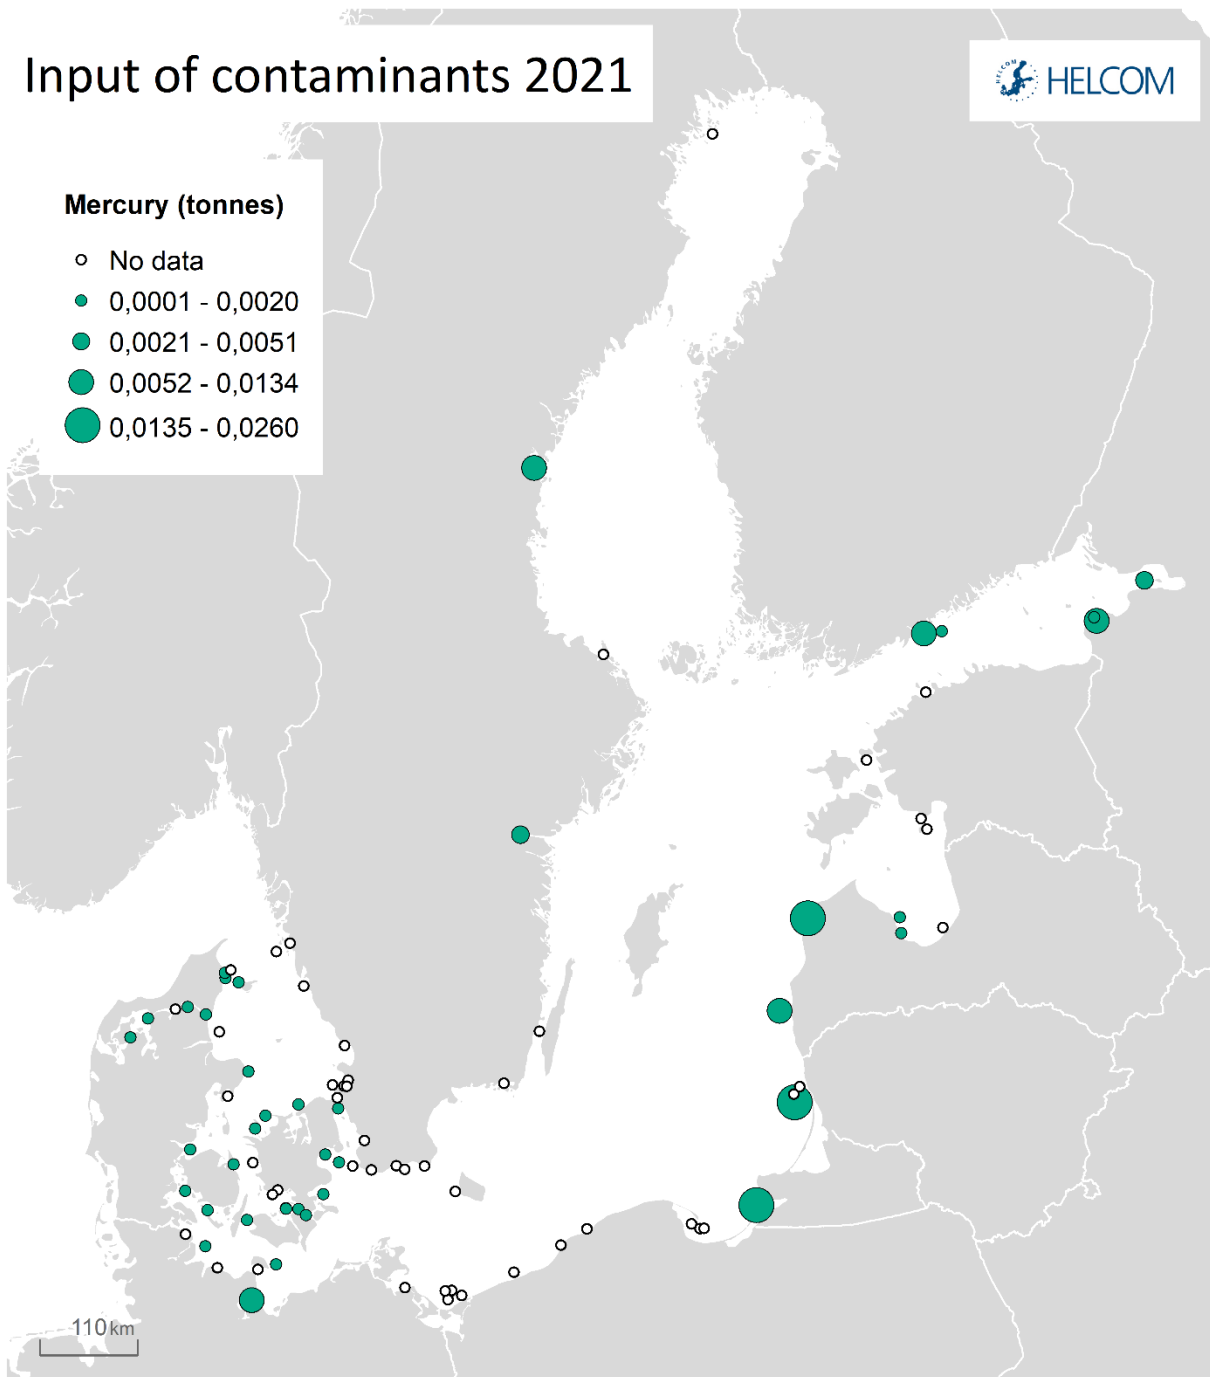 Input of contaminants 2021
HELCOM
HELCOM
Mercury (tonnes)
No data
0,0001 - 0,0020
0,0021 - 0,0051
0,0052 - 0,0134
0,0135 - 0,0260
110 km